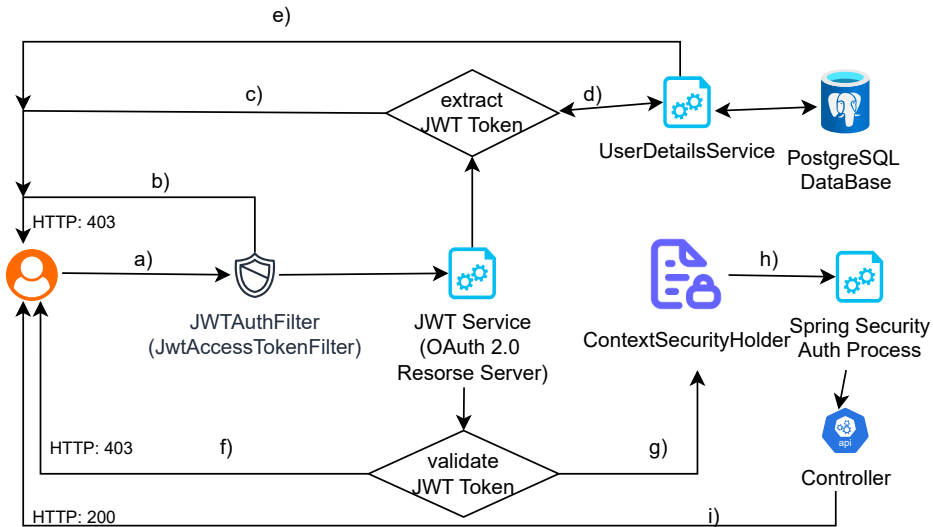 e)
c)
extract
JWT Token
d)
UserDetailsService
PostgreSQL
DataBase
b)
HTTP: 403
a)
JWTAuthFilter
(JwtAccessTokenFilter)
JWT Service
(OAuth 2.0
Resorse Server)
ContextSecurityHolder
h)
Spring Security
Auth Process
api
Controller
HTTP: 403
f)
validate
JWT Token
g)
HTTP: 200
i)